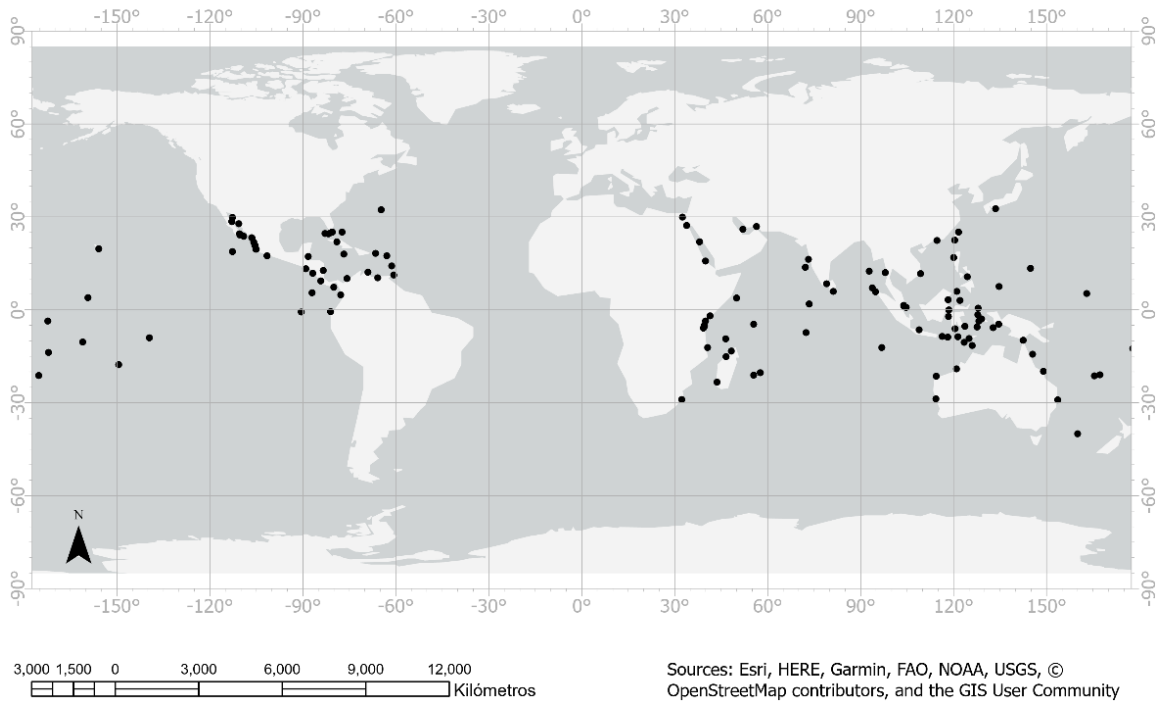 -150° -120° -90° -60° -30° 0° 30° 60° 90° 120° 150°
90° 90°
60° 60°
30° 30°
0° 0°
-30° -30°
-60° -60°
N
-90° -90°
-150° -120° -90° -60° -30° 0° 30° 60° 90° 120° 150°
3,000 1,500 0 3,000 6,000 9,000 12,000
Kilómetros
Sources: Esri, HERE, Garmin, FAO, NOAA, USGS, ©
OpenStreetMap contributors, and the GIS User Community